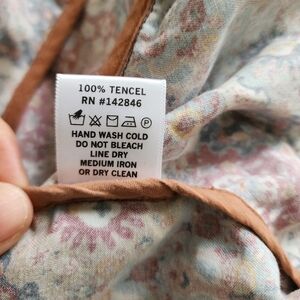 100% TENCEL
RN #142846
HAND WASH COLD
DO NOT BLEACH
LINE DRY
MEDIUM IRON
OR DRY CLEAN